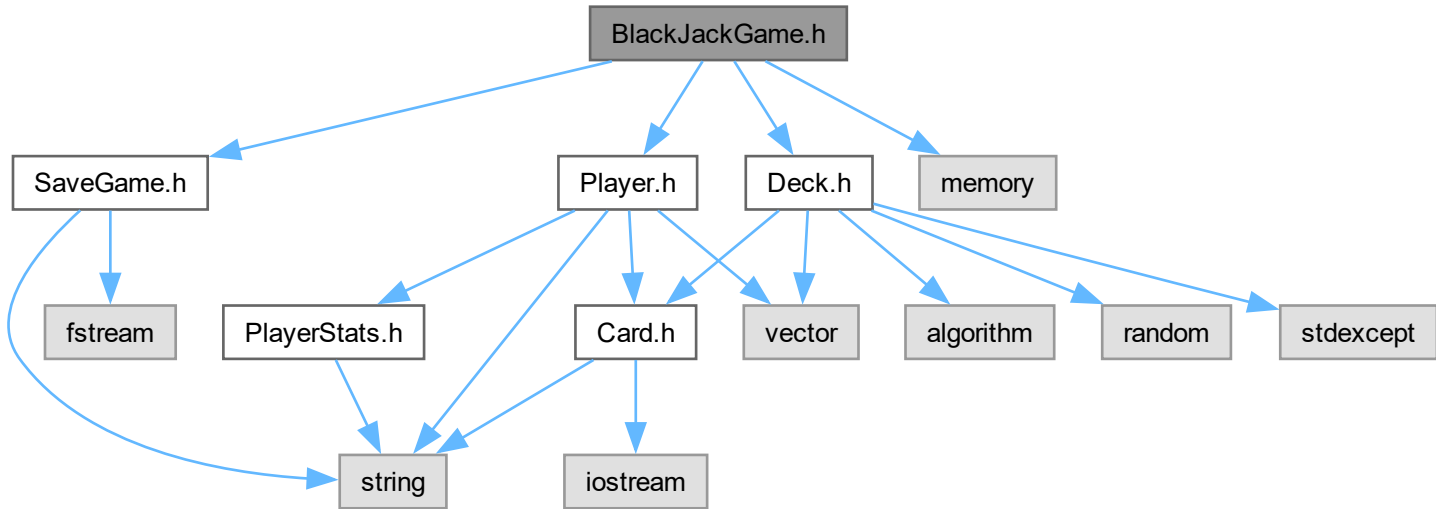 BlackJackGame.h
SaveGame.h
Player.h
Deck.h
memory
fstream
PlayerStats.h
Card.h
vector
algorithm
random
stdexcept
string
iostream